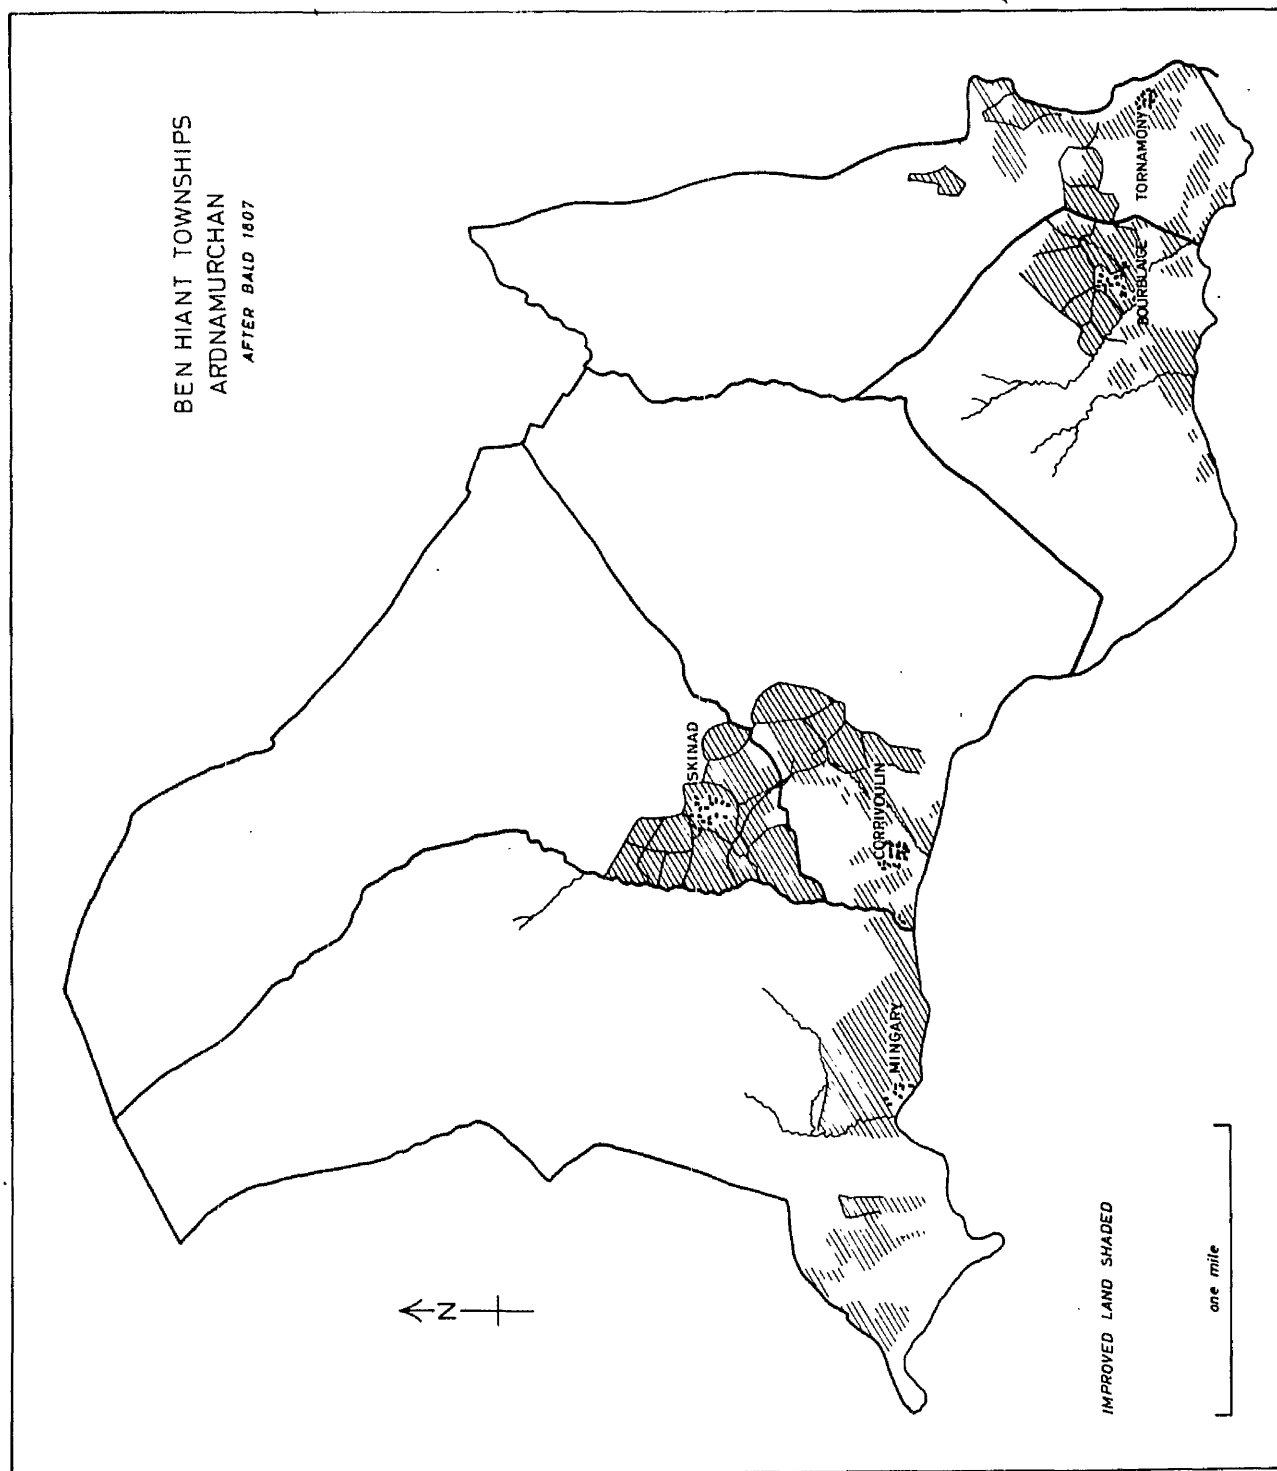 BEN HIANT TOWNSHIPS
ARDNAMURCHAN
AFTER BALD 1807
SKINAD
CORRIVOULIN
MINGARY
BOURBLAIGE
TORNAMONY
N
IMPROVED LAND SHADED
one mile